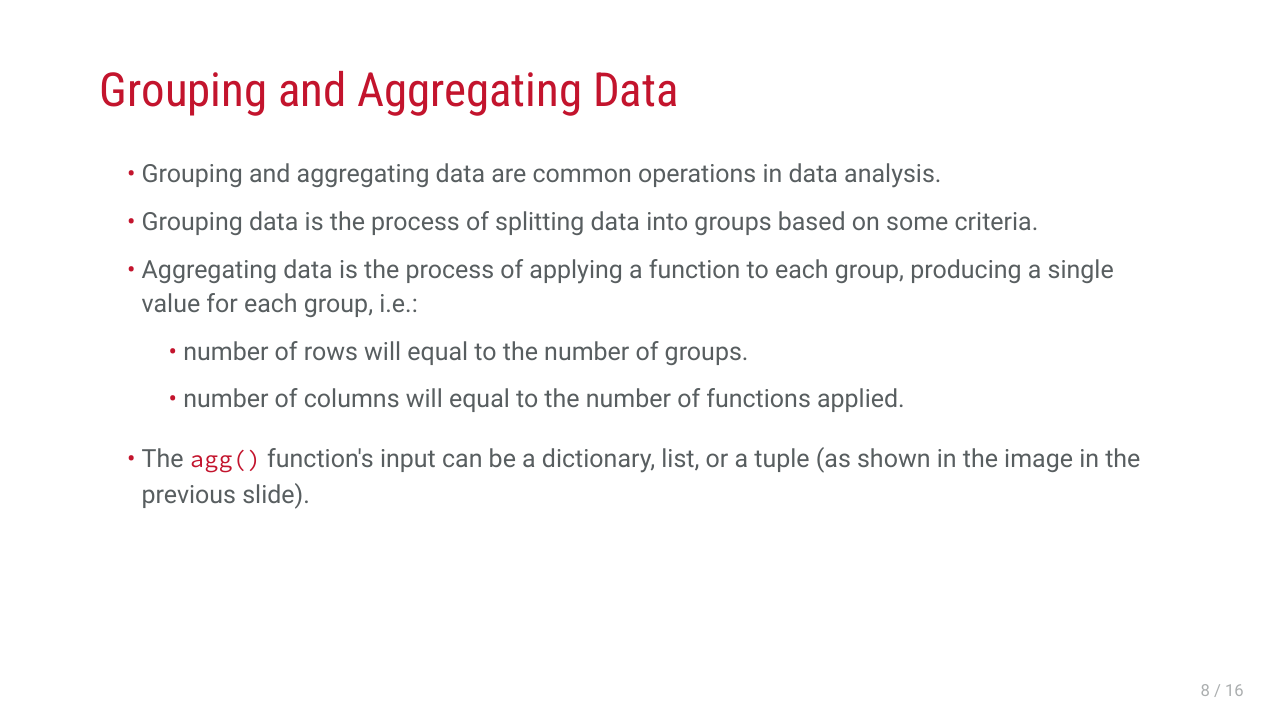 Grouping and Aggregating Data
• Grouping and aggregating data are common operations in data analysis.
• Grouping data is the process of splitting data into groups based on some criteria.
• Aggregating data is the process of applying a function to each group, producing a single
value for each group, i.e.:
• number of rows will equal to the number of groups.
• number of columns will equal to the number of functions applied.
• The agg() function's input can be a dictionary, list, or a tuple (as shown in the image in the
previous slide).
8 / 16